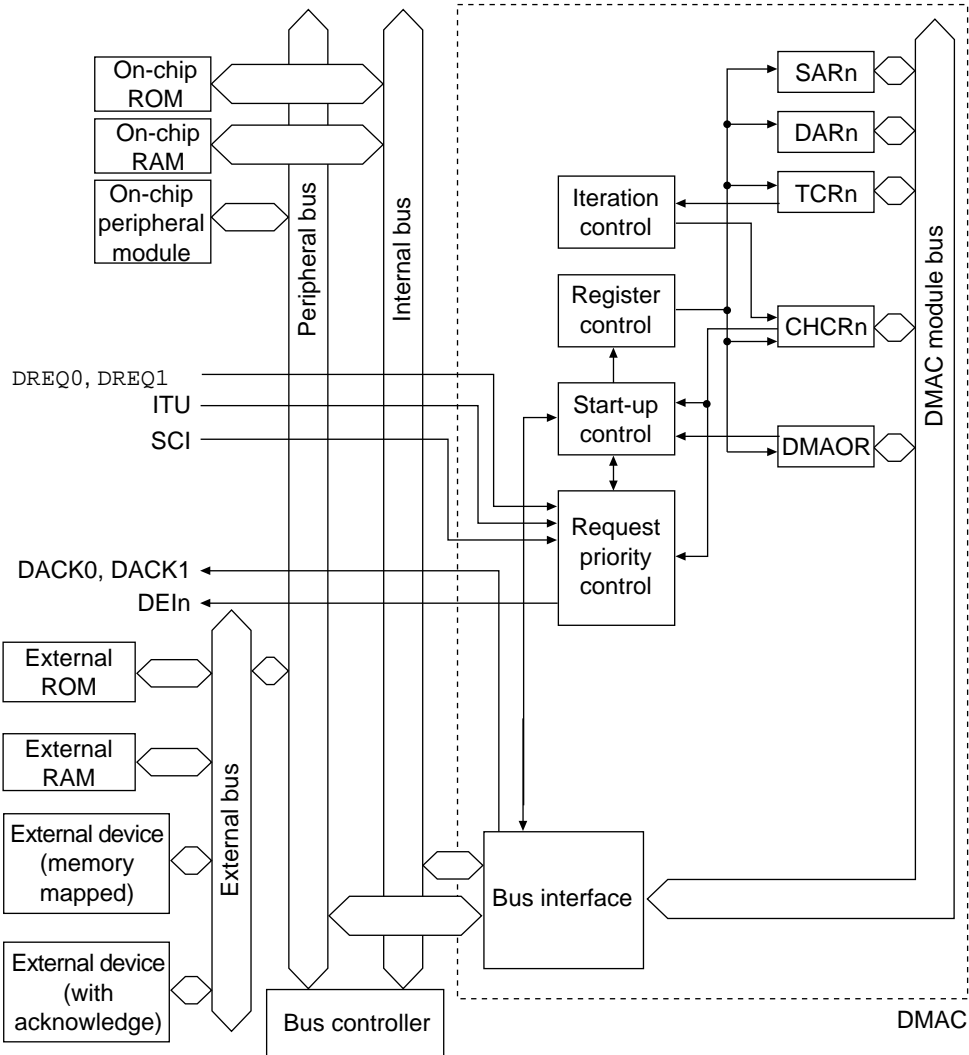 On-chip
ROM
On-chip
RAM
On-chip
peripheral
module
Peripheral bus
Internal bus
Iteration
control
Register
control
Start-up
control
Request
priority
control
SARn
DARn
TCRn
CHCRn
DMAOR
DMAC module bus
DREQ0, DREQ1
ITU
SCI
DACK0, DACK1
DEIn
External
ROM
External
RAM
External device
(memory
mapped)
External device
(with
acknowledge)
External bus
Bus controller
Bus interface
DMAC